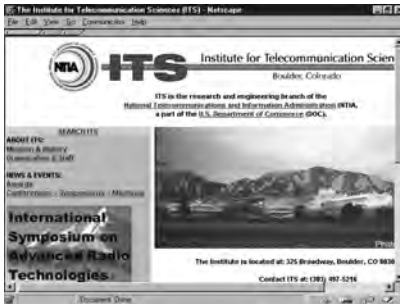 The Institute for Telecommunication Sciences (ITS) - Netscape
File Edit View Go Communicator Help
NTIA
ITS
Institute for Telecommunication Scien
Boulder, Colorado
ITS is the research and engineering branch of the
National Telecommunications and Information Administration (NTIA,
a part of the U.S. Department of Commerce (DOC).
SEARCH ITS
ABOUT ITS:
Mission & History
Organization & Staff
NEWS & EVENTS:
Awards
Conferences - Symposiums - Meetings
International
Symposium on
Advanced Radio
Technologies
Photo
The Institute is located at: 325 Broadway, Boulder, CO 8030
Contact ITS at: (303) 497-5216
Document: Done